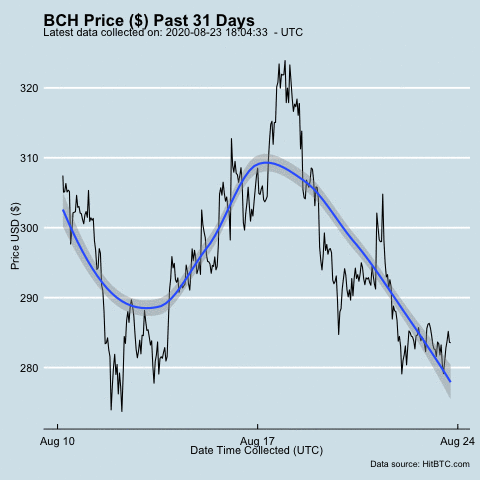 BCH Price ($) Past 31 Days
Latest data collected on: 2020-08-23 18:04:33 - UTC
320
310
300
290
280
Price USD ($)
Aug 10
Aug 17
Aug 24
Date Time Collected (UTC)
Data source: HitBTC.com